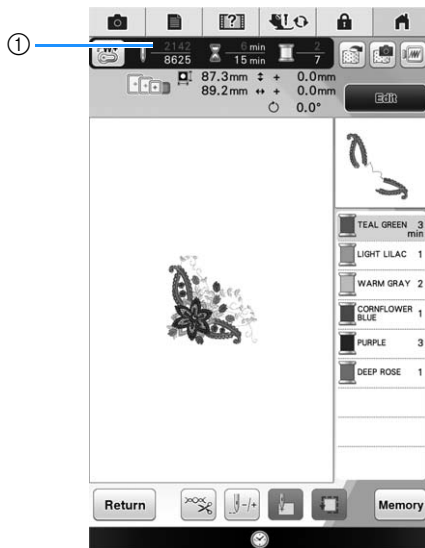 ①
2142 6 min 2
8625 15 min 7
87.3mm ↕ + 0.0mm
89.2mm ↔ + 0.0mm
0.0°
Edit
TEAL GREEN 3
min
LIGHT LILAC 1
WARM GRAY 2
CORNFLOWER BLUE 1
PURPLE 3
DEEP ROSE 1
Return
-/+
Memory